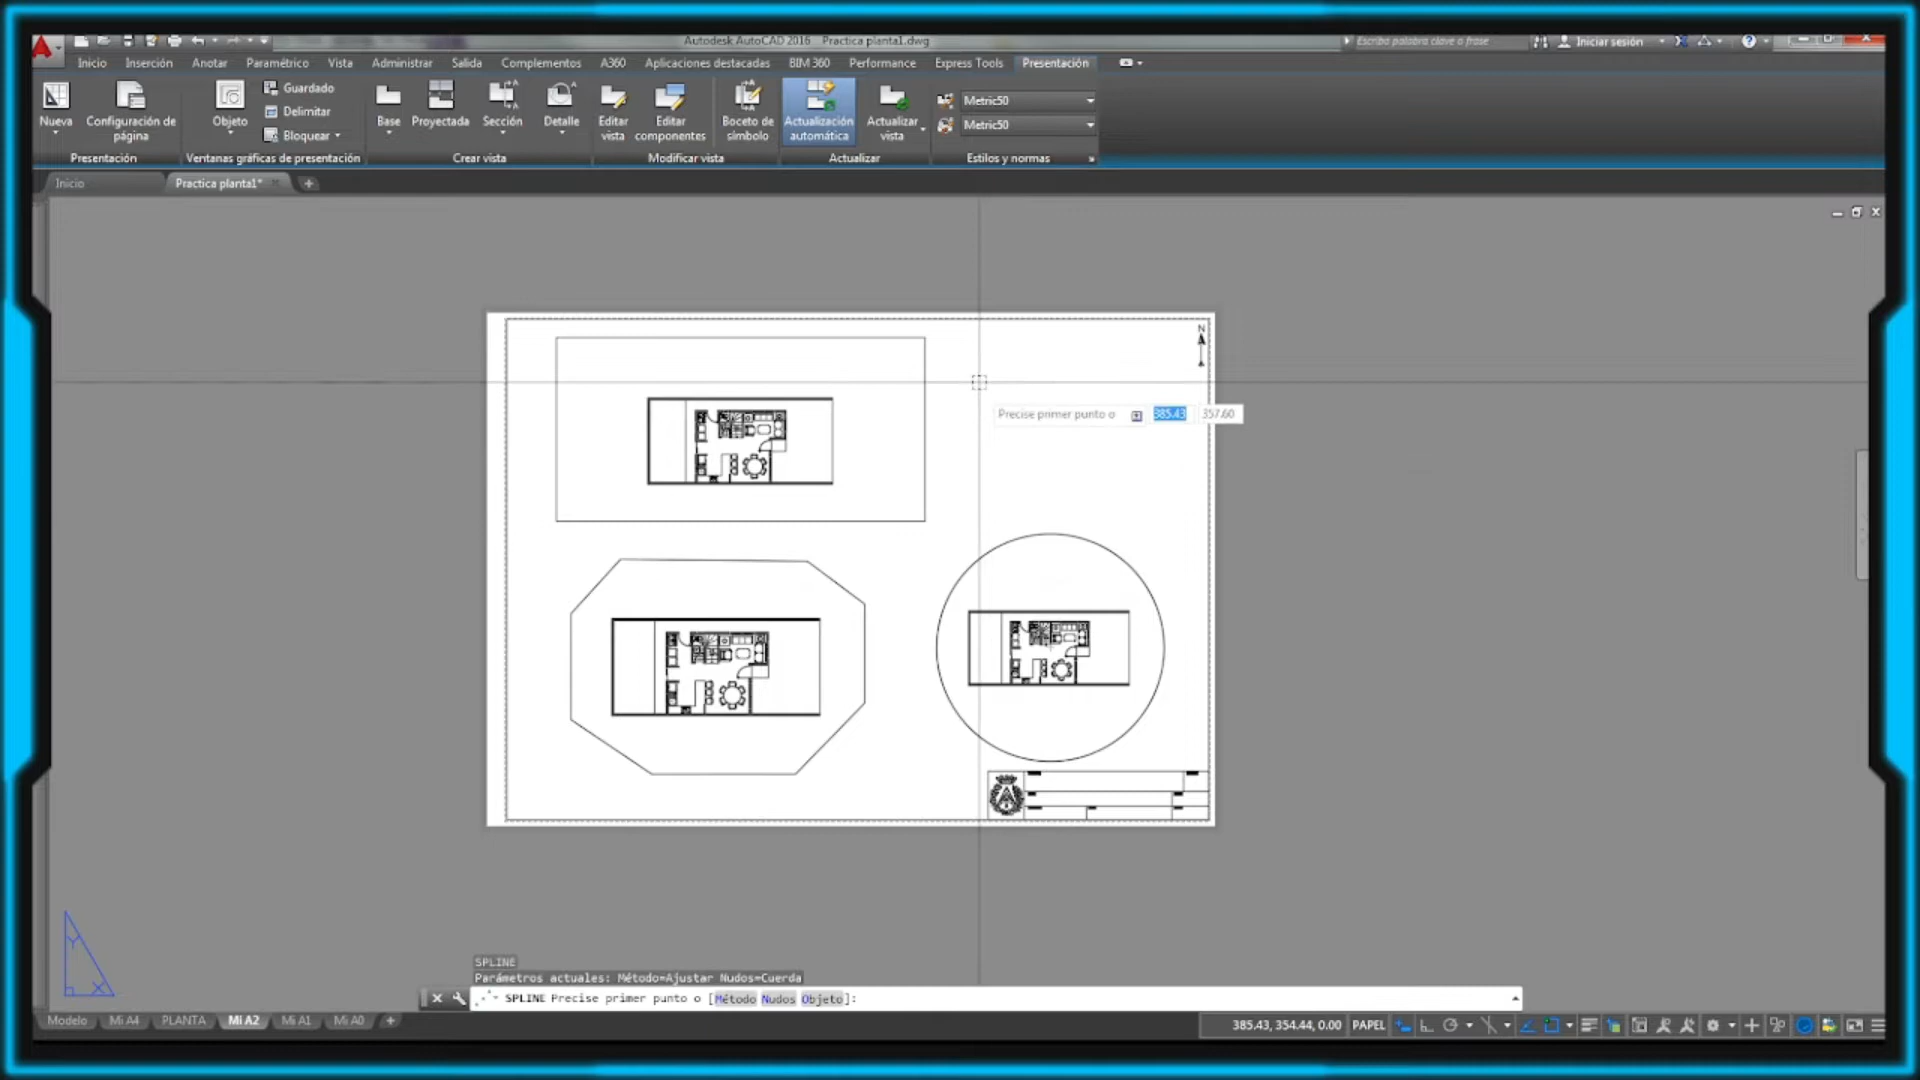 Autodesk AutoCAD 2016 Practica planta1.dwg
Escriba palabra clave o frase
Iniciar sesión
Inicio Inserción Anotar Paramétrico Vista Administrar Salida Complementos A360 Aplicaciones destacadas BIM 360 Performance Express Tools Presentación
Nueva
Configuración de página
Presentación
Objeto
Guardado
Delimitar
Bloquear
Ventanas gráficas de presentación
Base
Proyectada
Sección
Detalle
Crear vista
Editar vista
Editar componentes
Boceto de símbolo
Modificar vista
Actualización automática
Actualizar vista
Actualizar
Metric50
Metric50
Estilos y normas
Inicio
Practica planta1*
N
Precise primer punto o 385.43 357.60
Y
X
SPLINE
Parámetros actuales: Método=Ajustar Nudos=Cuerda
SPLINE Precise primer punto o [Método Nudos Objeto]:
Modelo Mi A4 PLANTA Mi A2 Mi A1 Mi A0
385.43, 354.44, 0.00 PAPEL